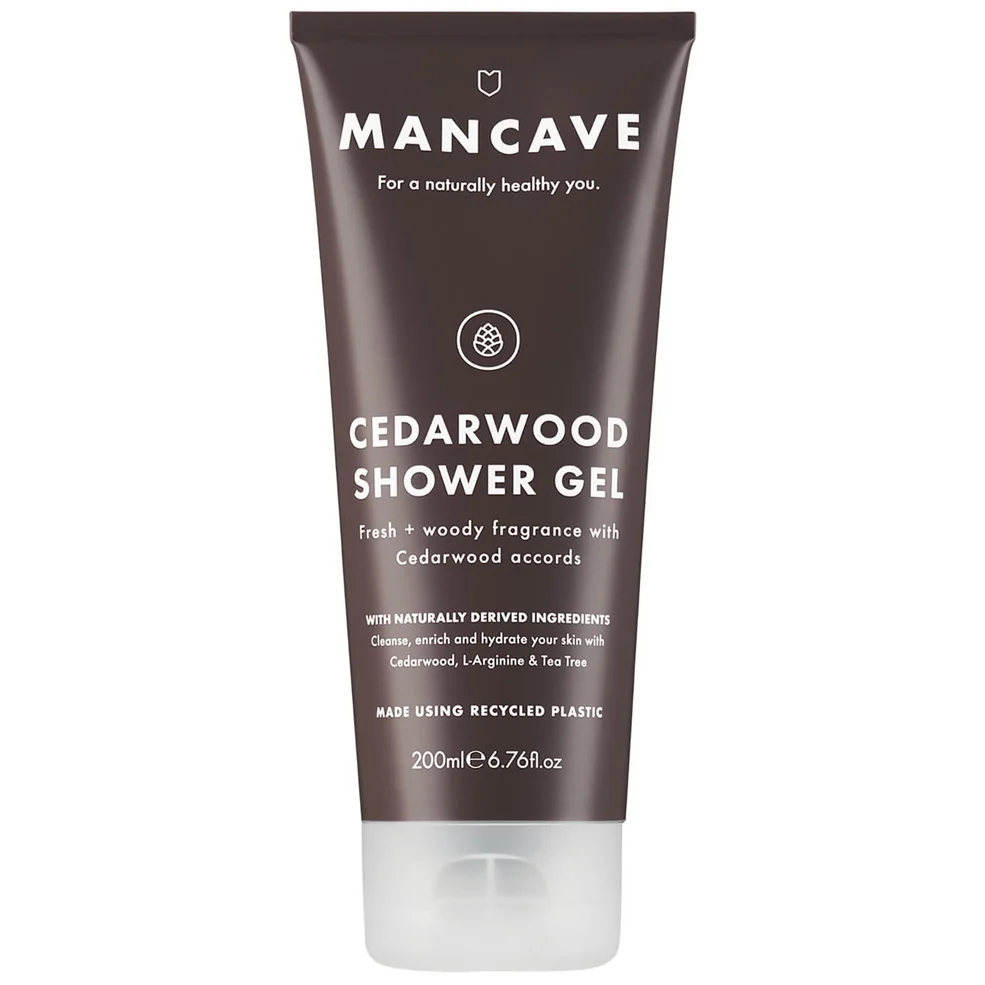 MANCAVE
For a naturally healthy you.
CEDARWOOD
SHOWER GEL
Fresh + woody fragrance with
Cedarwood accords
WITH NATURALLY DERIVED INGREDIENTS
Cleanse, enrich and hydrate your skin with
Cedarwood, L-Arginine & Tea Tree
MADE USING RECYCLED PLASTIC
200ml℮6.76fl.oz